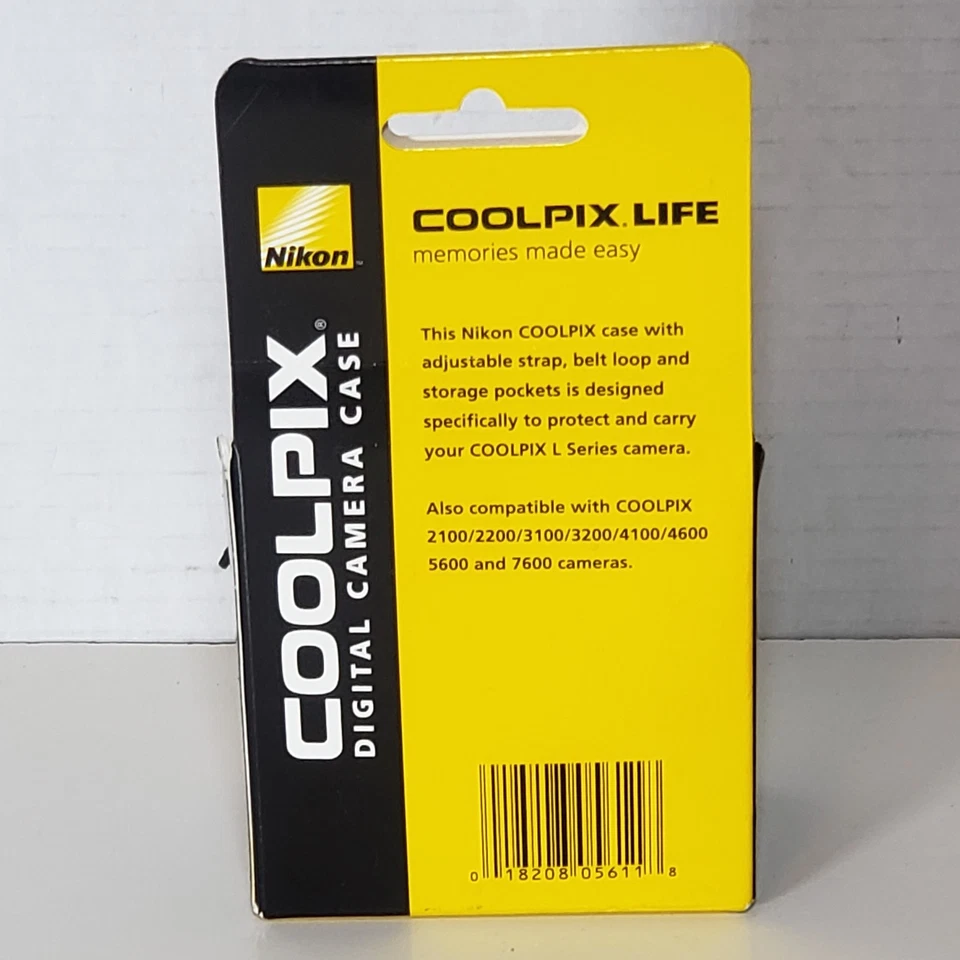 Nikon™
COOLPIX®
DIGITAL CAMERA CASE
COOLPIX. LIFE
memories made easy
This Nikon COOLPIX case with
adjustable strap, belt loop and
storage pockets is designed
specifically to protect and carry
your COOLPIX L Series camera.
Also compatible with COOLPIX
2100/2200/3100/3200/4100/4600
5600 and 7600 cameras.
0 18208 05611 8